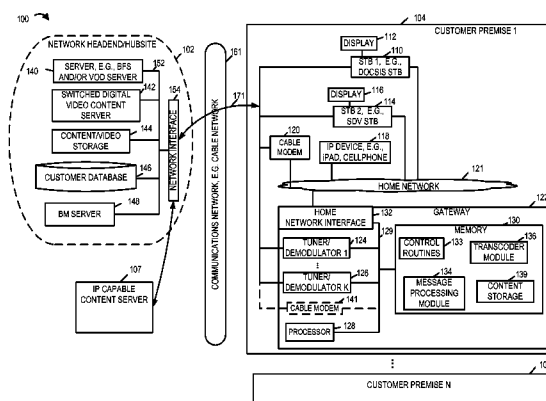 100
NETWORK HEADEND/HUBSITE
102
140
SERVER, E.G., BFS
AND/OR VOD SERVER
152
154
SWITCHED DIGITAL
VIDEO CONTENT
SERVER
142
CONTENT/VIDEO
STORAGE
144
CUSTOMER DATABASE
146
BM SERVER
148
NETWORK INTERFACE
107
IP CAPABLE
CONTENT SERVER
161
COMMUNICATIONS NETWORK, E.G. CABLE NETWORK
171
104
CUSTOMER PREMISE 1
DISPLAY
112
110
STB 1, E.G.,
DOCSIS STB
DISPLAY
116
114
STB 2, E.G.,
SDV STB
120
CABLE
MODEM
118
IP DEVICE, E.G.,
IPAD, CELLPHONE
121
HOME NETWORK
122
HOME
NETWORK INTERFACE
132
GATEWAY
129
TUNER/
DEMODULATOR 1
124
TUNER/
DEMODULATOR K
126
CABLE MODEM
141
PROCESSOR
128
MEMORY
130
CONTROL
ROUTINES
133
136
TRANSCODER
MODULE
134
MESSAGE
PROCESSING
MODULE
139
CONTENT
STORAGE
CUSTOMER PREMISE N